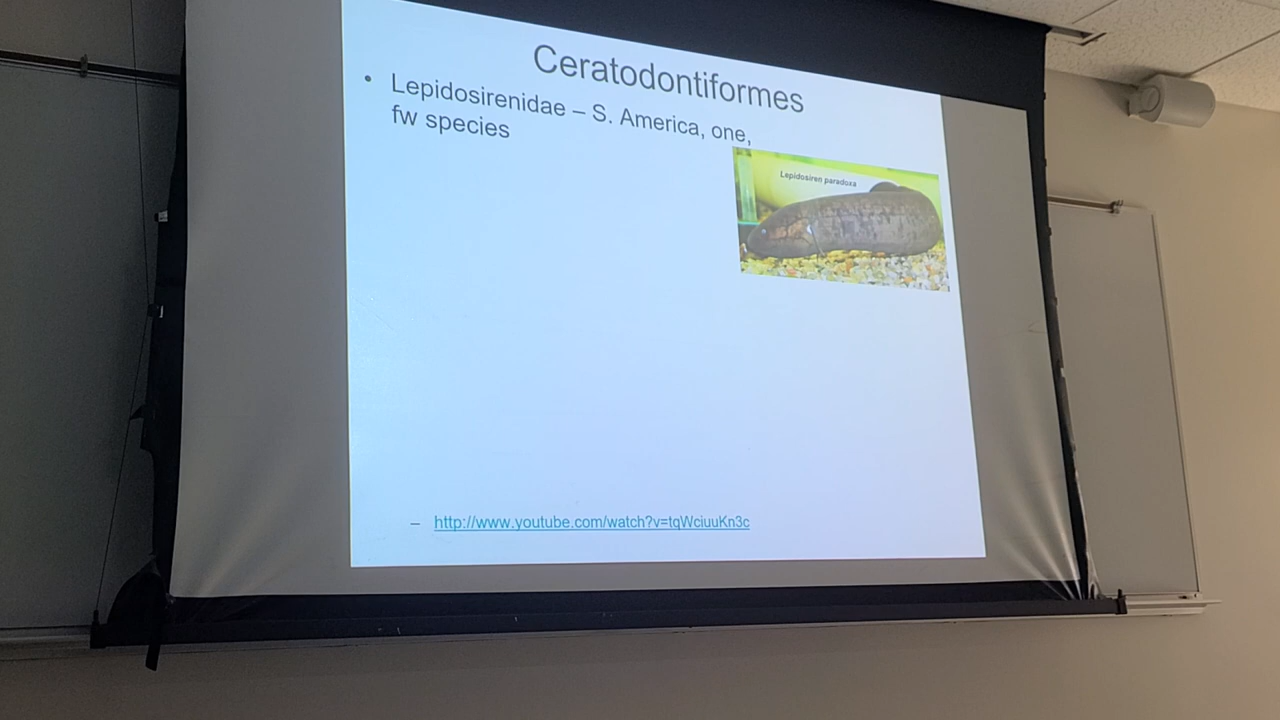 Ceratodontiformes
• Lepidosirenidae – S. America, one,
fw species
Lepidosiren paradoxa
– http://www.youtube.com/watch?v=tqWciuuKn3c